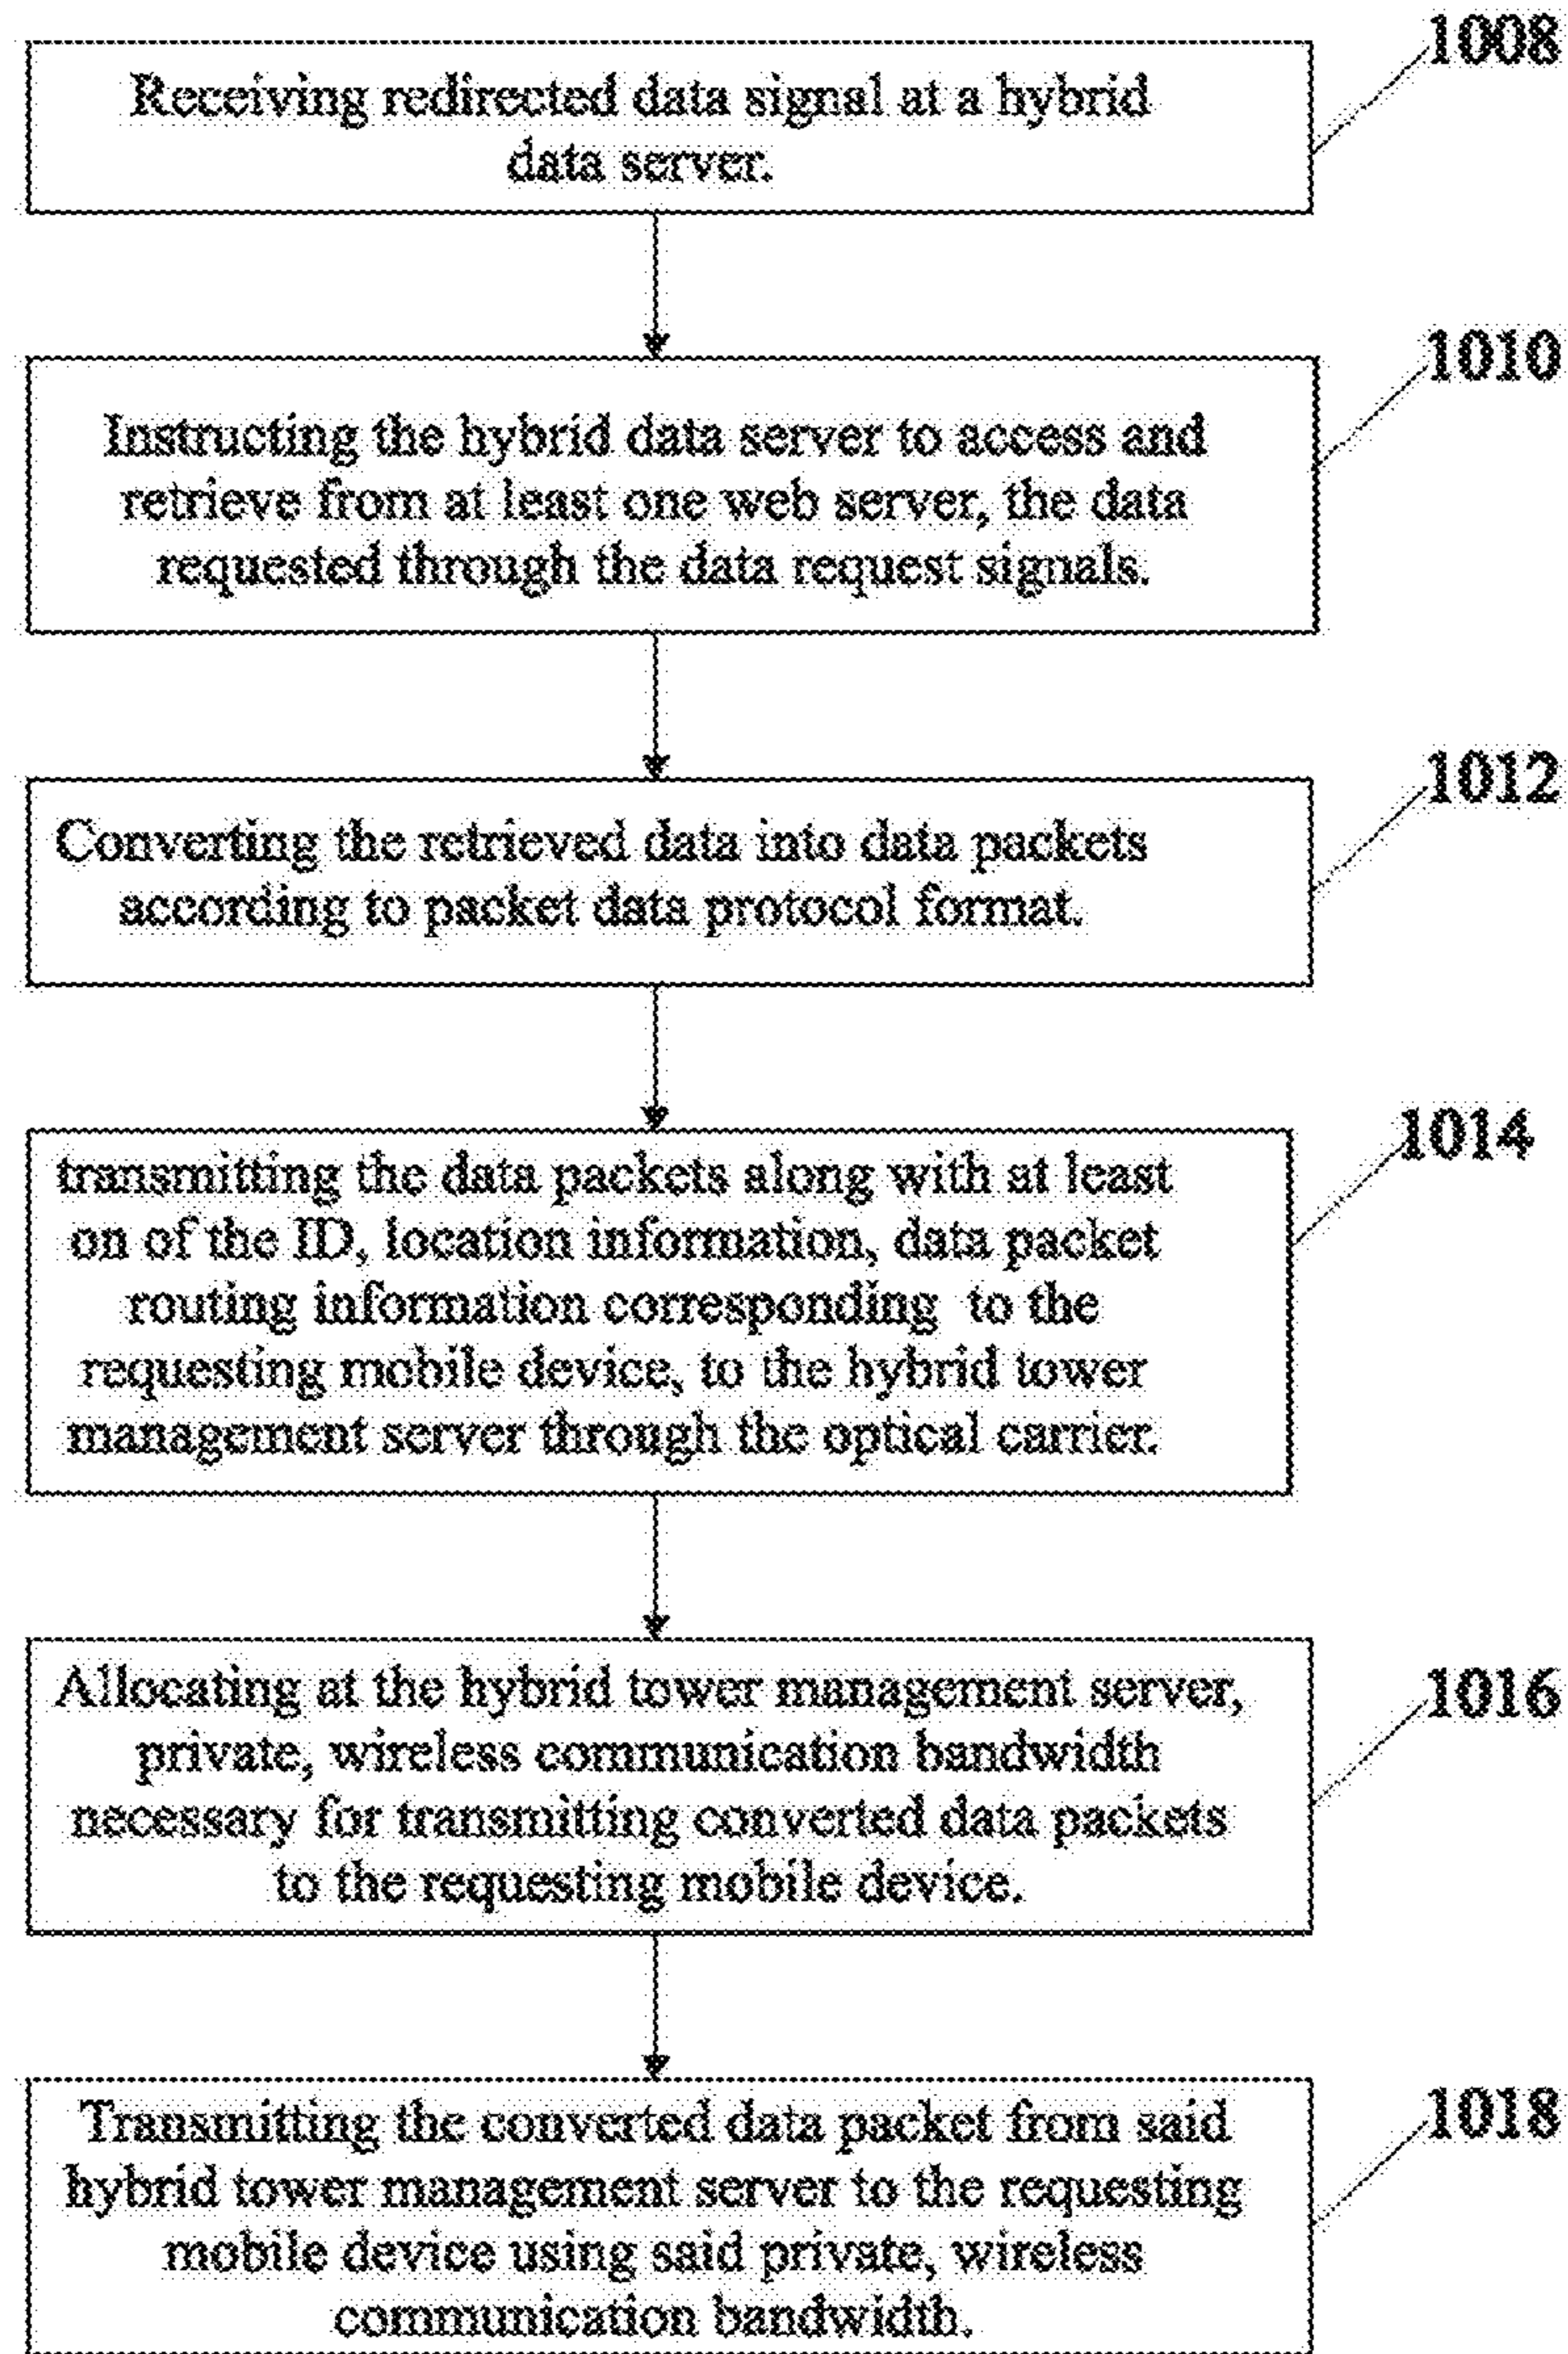 1008
Receiving redirected data signal at a hybrid
data server.
1010
Instructing the hybrid data server to access and
retrieve from at least one web server, the data
requested through the data request signals.
1012
Converting the retrieved data into data packets
according to packet data protocol format.
1014
transmitting the data packets along with at least
on of the ID, location information, data packet
routing information corresponding to the
requesting mobile device, to the hybrid tower
management server through the optical carrier.
1016
Allocating at the hybrid tower management server,
private, wireless communication bandwidth
necessary for transmitting converted data packets
to the requesting mobile device.
1018
Transmitting the converted data packet from said
hybrid tower management server to the requesting
mobile device using said private, wireless
communication bandwidth.